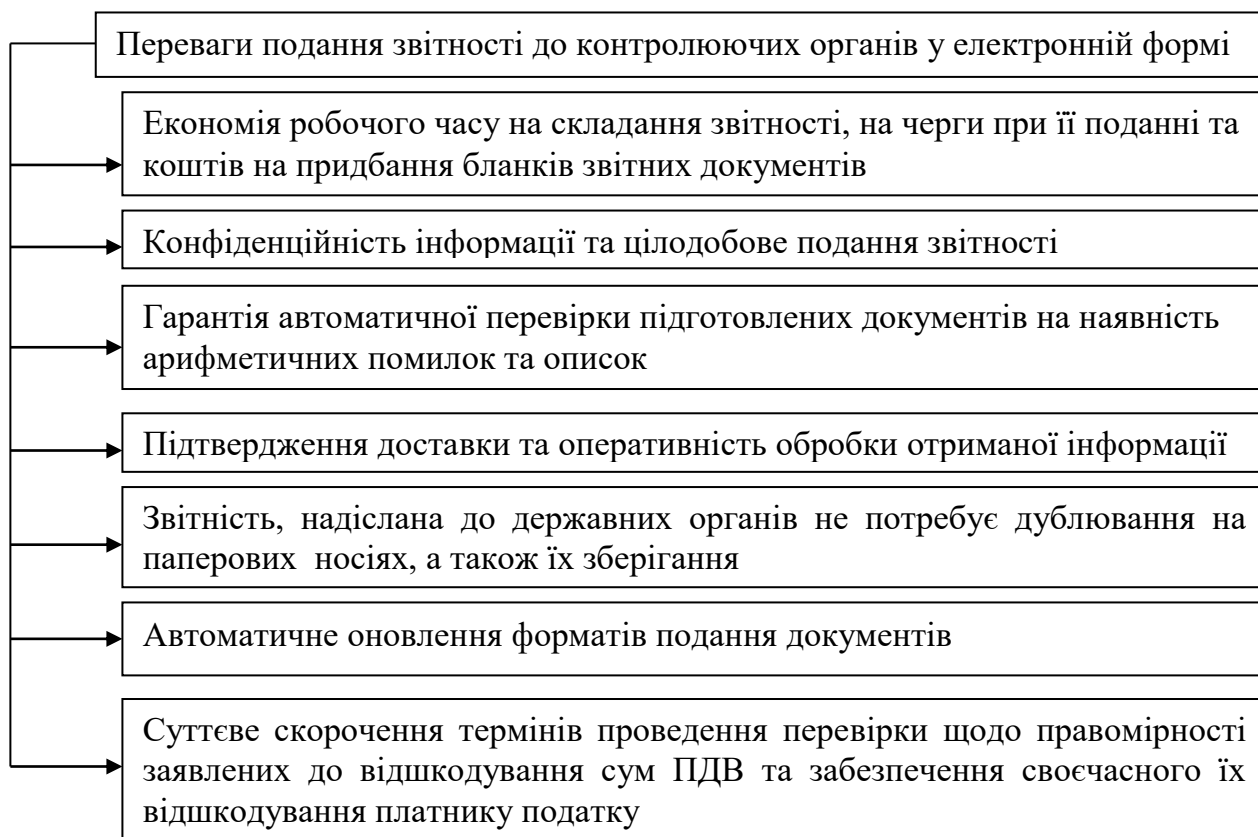 Переваги подання звітності до контролюючих органів у електронній формі
Економія робочого часу на складання звітності, на черги при її поданні та
коштів на придбання бланків звітних документів
Конфіденційність інформації та цілодобове подання звітності
Гарантія автоматичної перевірки підготовлених документів на наявність
арифметичних помилок та описок
Підтвердження доставки та оперативність обробки отриманої інформації
Звітність, надіслана до державних органів не потребує дублювання на
паперових носіях, а також їх зберігання
Автоматичне оновлення форматів подання документів
Суттєве скорочення термінів проведення перевірки щодо правомірності
заявлених до відшкодування сум ПДВ та забезпечення своєчасного їх
відшкодування платнику податку